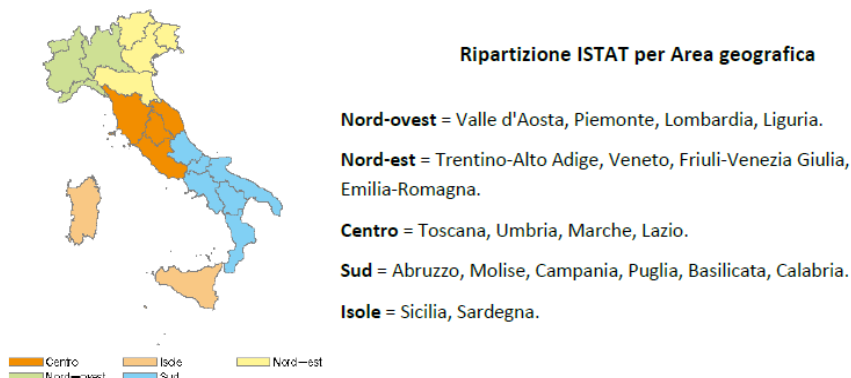 Ripartizione ISTAT per Area geografica
Nord-ovest = Valle d'Aosta, Piemonte, Lombardia, Liguria.
Nord-est = Trentino-Alto Adige, Veneto, Friuli-Venezia Giulia,
Emilia-Romagna.
Centro = Toscana, Umbria, Marche, Lazio.
Sud = Abruzzo, Molise, Campania, Puglia, Basilicata, Calabria.
Isole = Sicilia, Sardegna.
Centro Isole Nord-est
Nord-ovest Sud